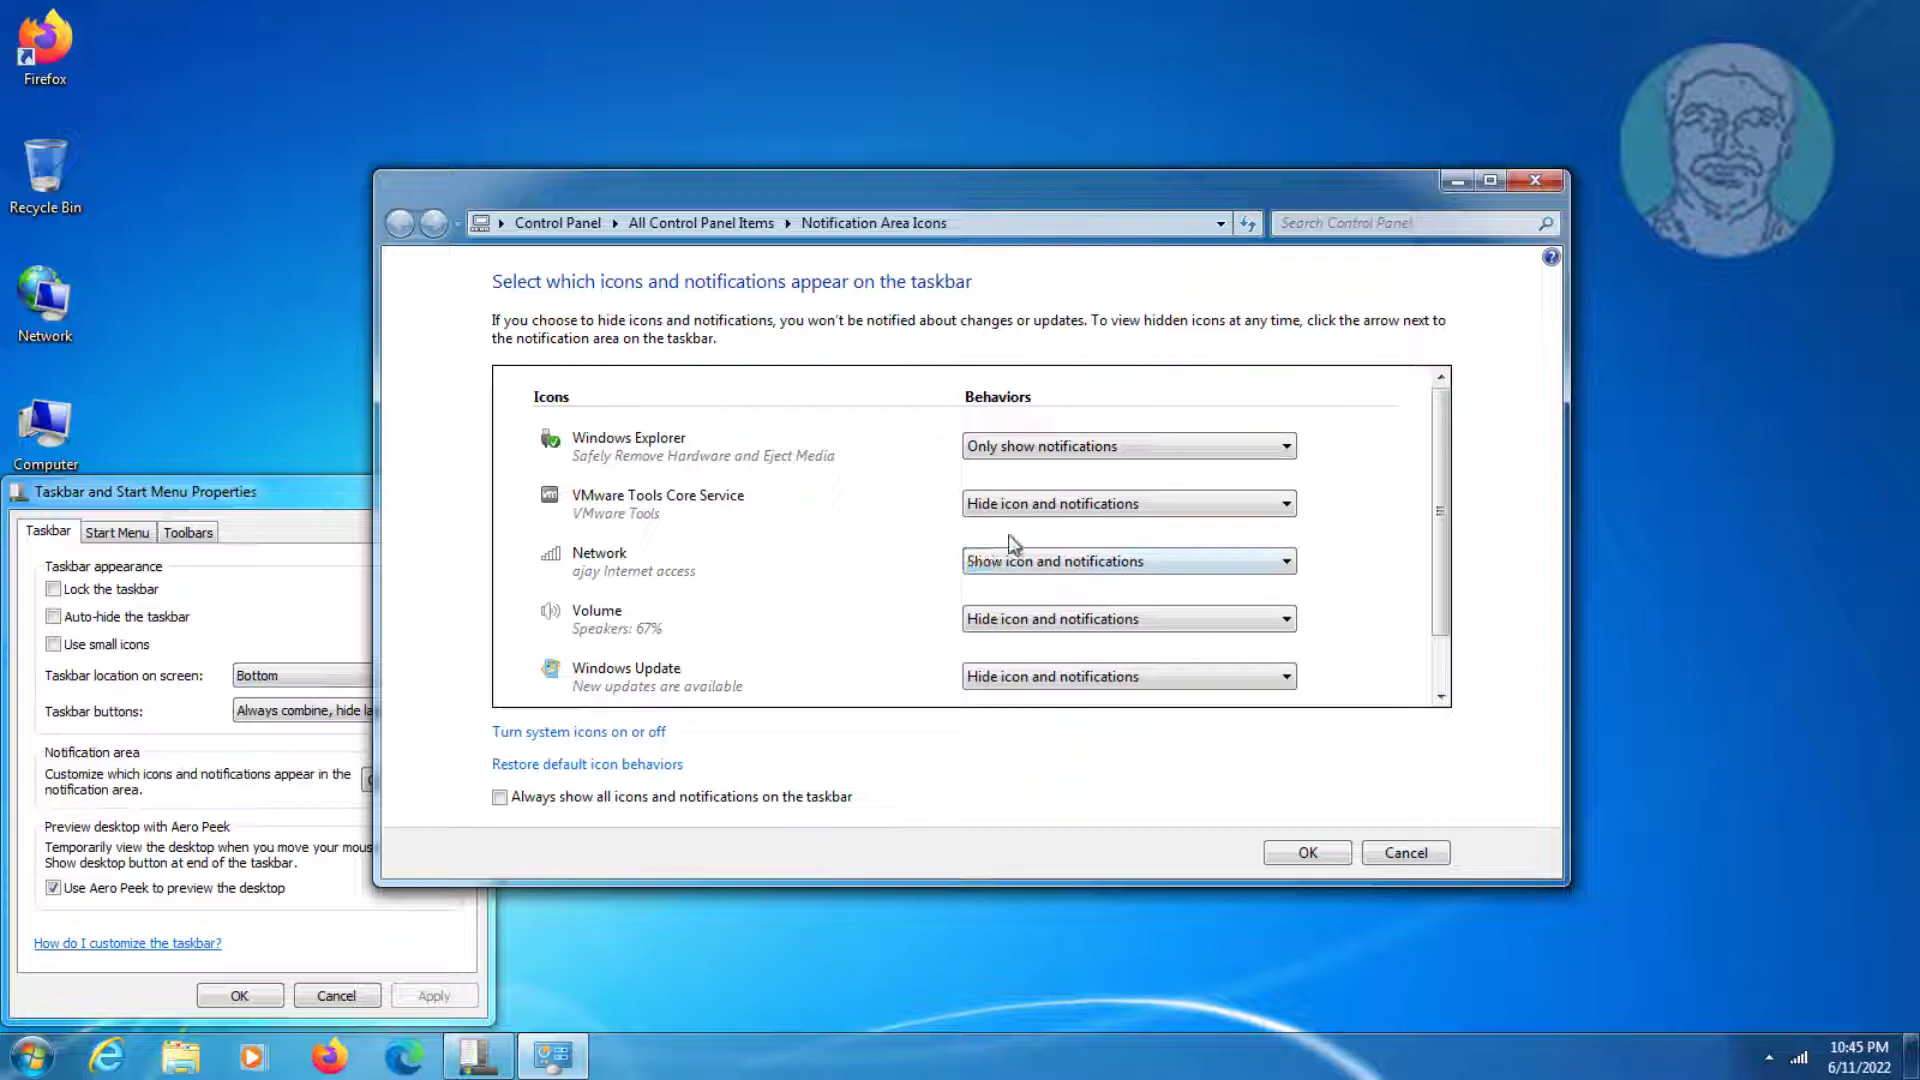 Firefox
Recycle Bin
Network
Computer
Control Panel
All Control Panel Items
Notification Area Icons
Search Control Panel
Select which icons and notifications appear on the taskbar
If you choose to hide icons and notifications, you won't be notified about changes or updates. To view hidden icons at any time, click the arrow next to
the notification area on the taskbar.
Icons
Behaviors
Windows Explorer
Safely Remove Hardware and Eject Media
Only show notifications
VMware Tools Core Service
VMware Tools
Hide icon and notifications
Network
ajay Internet access
Show icon and notifications
Volume
Speakers: 67%
Hide icon and notifications
Windows Update
New updates are available
Hide icon and notifications
Turn system icons on or off
Restore default icon behaviors
Always show all icons and notifications on the taskbar
OK
Cancel
Taskbar and Start Menu Properties
Taskbar
Start Menu
Toolbars
Taskbar appearance
Lock the taskbar
Auto-hide the taskbar
Use small icons
Taskbar location on screen:
Bottom
Taskbar buttons:
Always combine, hide la
Notification area
Customize which icons and notifications appear in the
notification area.
Preview desktop with Aero Peek
Temporarily view the desktop when you move your mous
Show desktop button at end of the taskbar.
Use Aero Peek to preview the desktop
How do I customize the taskbar?
OK
Cancel
Apply
10:45 PM
6/11/2022